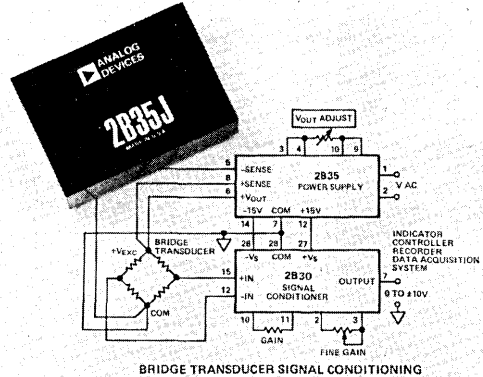 ANALOG
DEVICES
2B35J
MADE IN U.S.A.
VOUT ADJUST
3 4 10 9
5 -SENSE
8 +SENSE
6 +VOUT
2B35
POWER SUPPLY
1
V AC
2
-15V COM +15V
14 7 12
26 28 27
-VS COM +VS
+VEXC
BRIDGE
TRANSDUCER
COM
15 +IN
12 -IN
2B30
SIGNAL
CONDITIONER
OUTPUT 7
INDICATOR
CONTROLLER
RECORDER
DATA ACQUISITION
SYSTEM
0 TO ±10V
10 11 2 3
GAIN
FINE GAIN
BRIDGE TRANSDUCER SIGNAL CONDITIONING